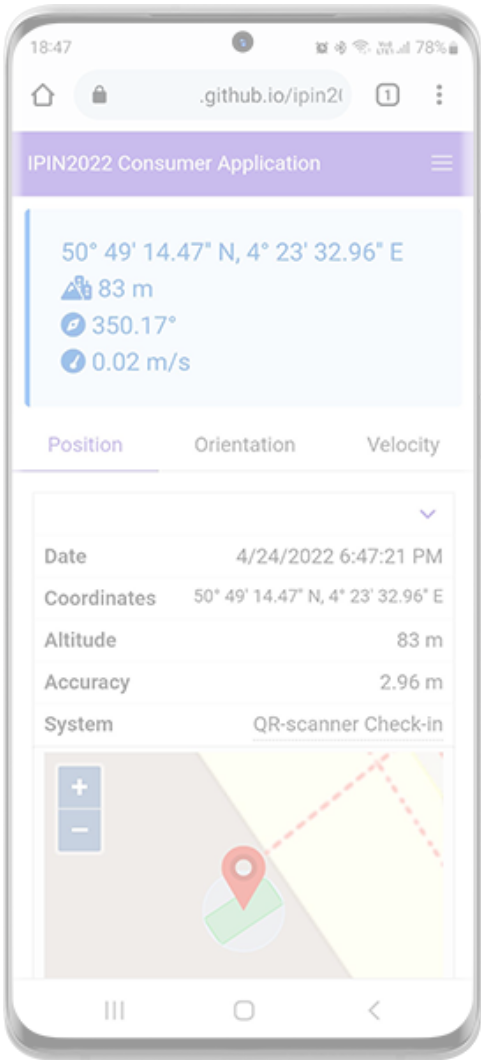 18:47
78%
.github.io/ipin2
1
IPIN2022 Consumer Application
50° 49' 14.47" N, 4° 23' 32.96" E
83 m
350.17°
0.02 m/s
Position Orientation Velocity
Date 4/24/2022 6:47:21 PM
Coordinates 50° 49' 14.47" N, 4° 23' 32.96" E
Altitude 83 m
Accuracy 2.96 m
System QR-scanner Check-in
+
−